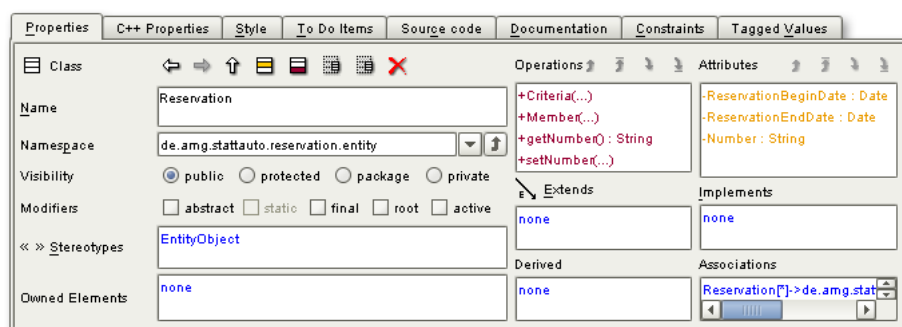 Properties C++ Properties Style To Do Items Source code Documentation Constraints Tagged Values
Class
Operations
Attributes
Name
Reservation
+Criteria(...)
+Member(...)
+getNumber() : String
+setNumber(...)
-ReservationBeginDate : Date
-ReservationEndDate : Date
-Number : String
Namespace
de.amg.stattauto.reservation.entity
Visibility
public protected package private
E Extends
Implements
Modifiers
abstract static final root active
none
none
« » Stereotypes
EntityObject
Derived
Associations
Owned Elements
none
none
Reservation[*]->de.amg.stat